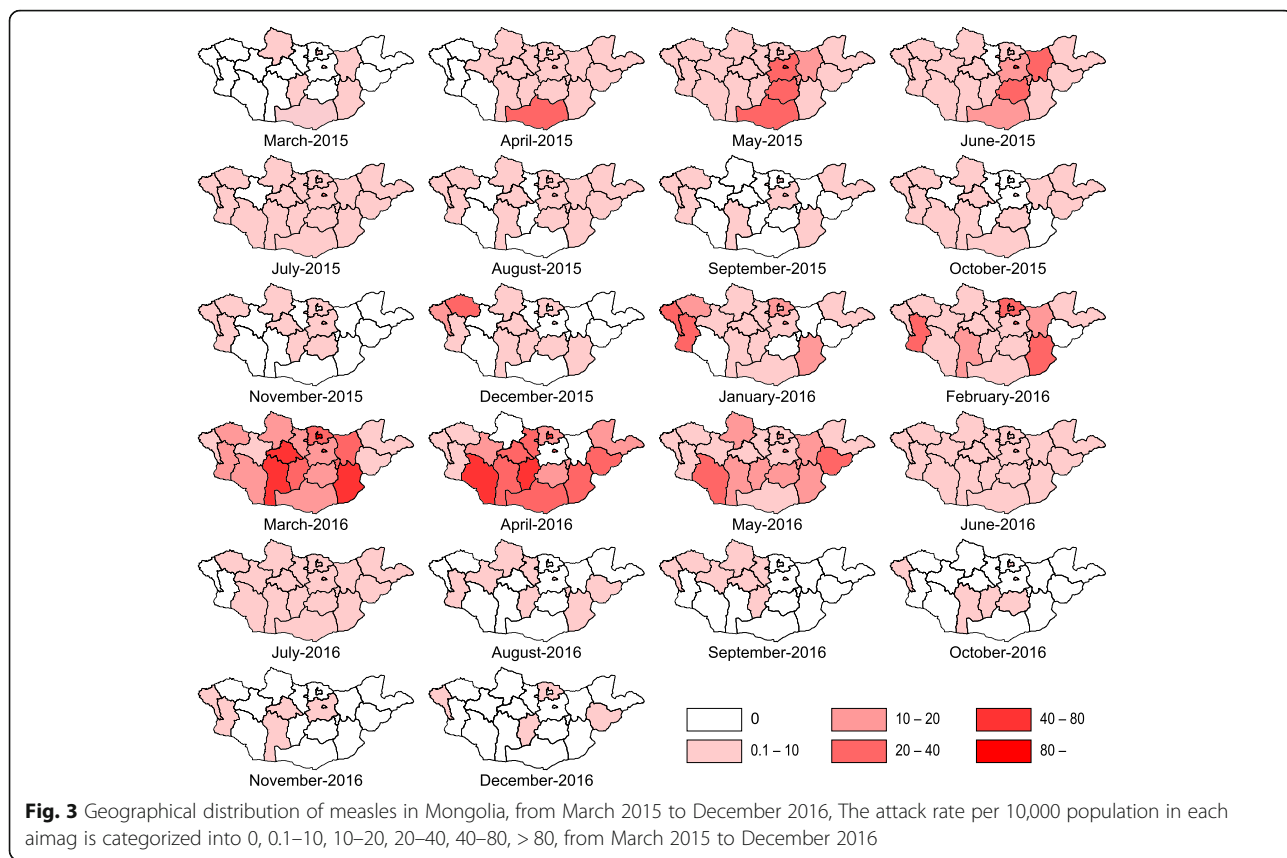 March-2015 April-2015 May-2015 June-2015
July-2015 August-2015 September-2015 October-2015
November-2015 December-2015 January-2016 February-2016
March-2016 April-2016 May-2016 June-2016
July-2016 August-2016 September-2016 October-2016
November-2016 December-2016
0 10 – 20 40 – 80
0.1 – 10 20 – 40 80 –
Fig. 3 Geographical distribution of measles in Mongolia, from March 2015 to December 2016, The attack rate per 10,000 population in each
aimag is categorized into 0, 0.1–10, 10–20, 20–40, 40–80, > 80, from March 2015 to December 2016